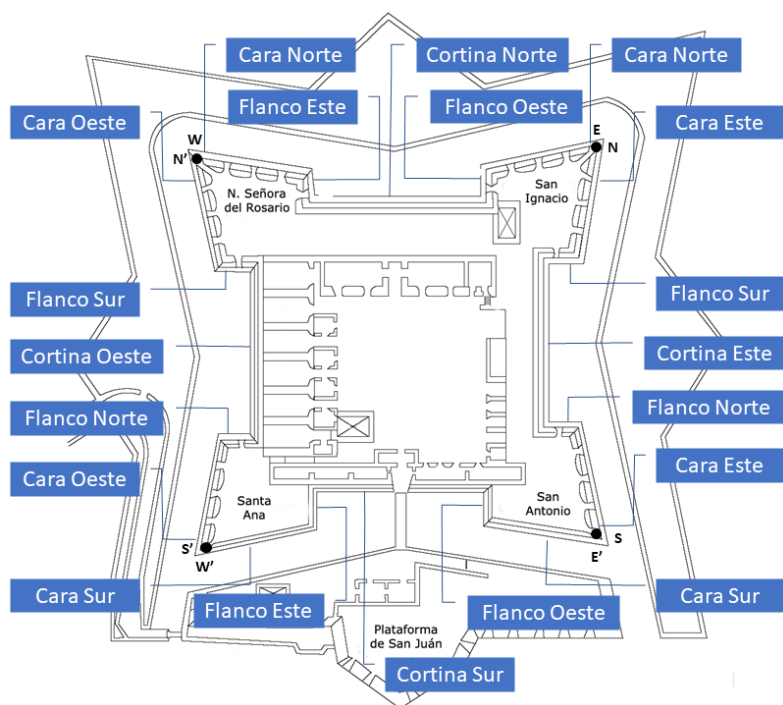 Cara Norte
Cortina Norte
Cara Norte
Flanco Este
Flanco Oeste
Cara Oeste
Cara Este
W
N'
E
N
N. Señora
del Rosario
San
Ignacio
Flanco Sur
Flanco Sur
Cortina Oeste
Cortina Este
Flanco Norte
Flanco Norte
Cara Oeste
Cara Este
Santa
Ana
San
Antonio
S'
W'
S
E'
Cara Sur
Flanco Este
Flanco Oeste
Cara Sur
Plataforma
de San Juán
Cortina Sur